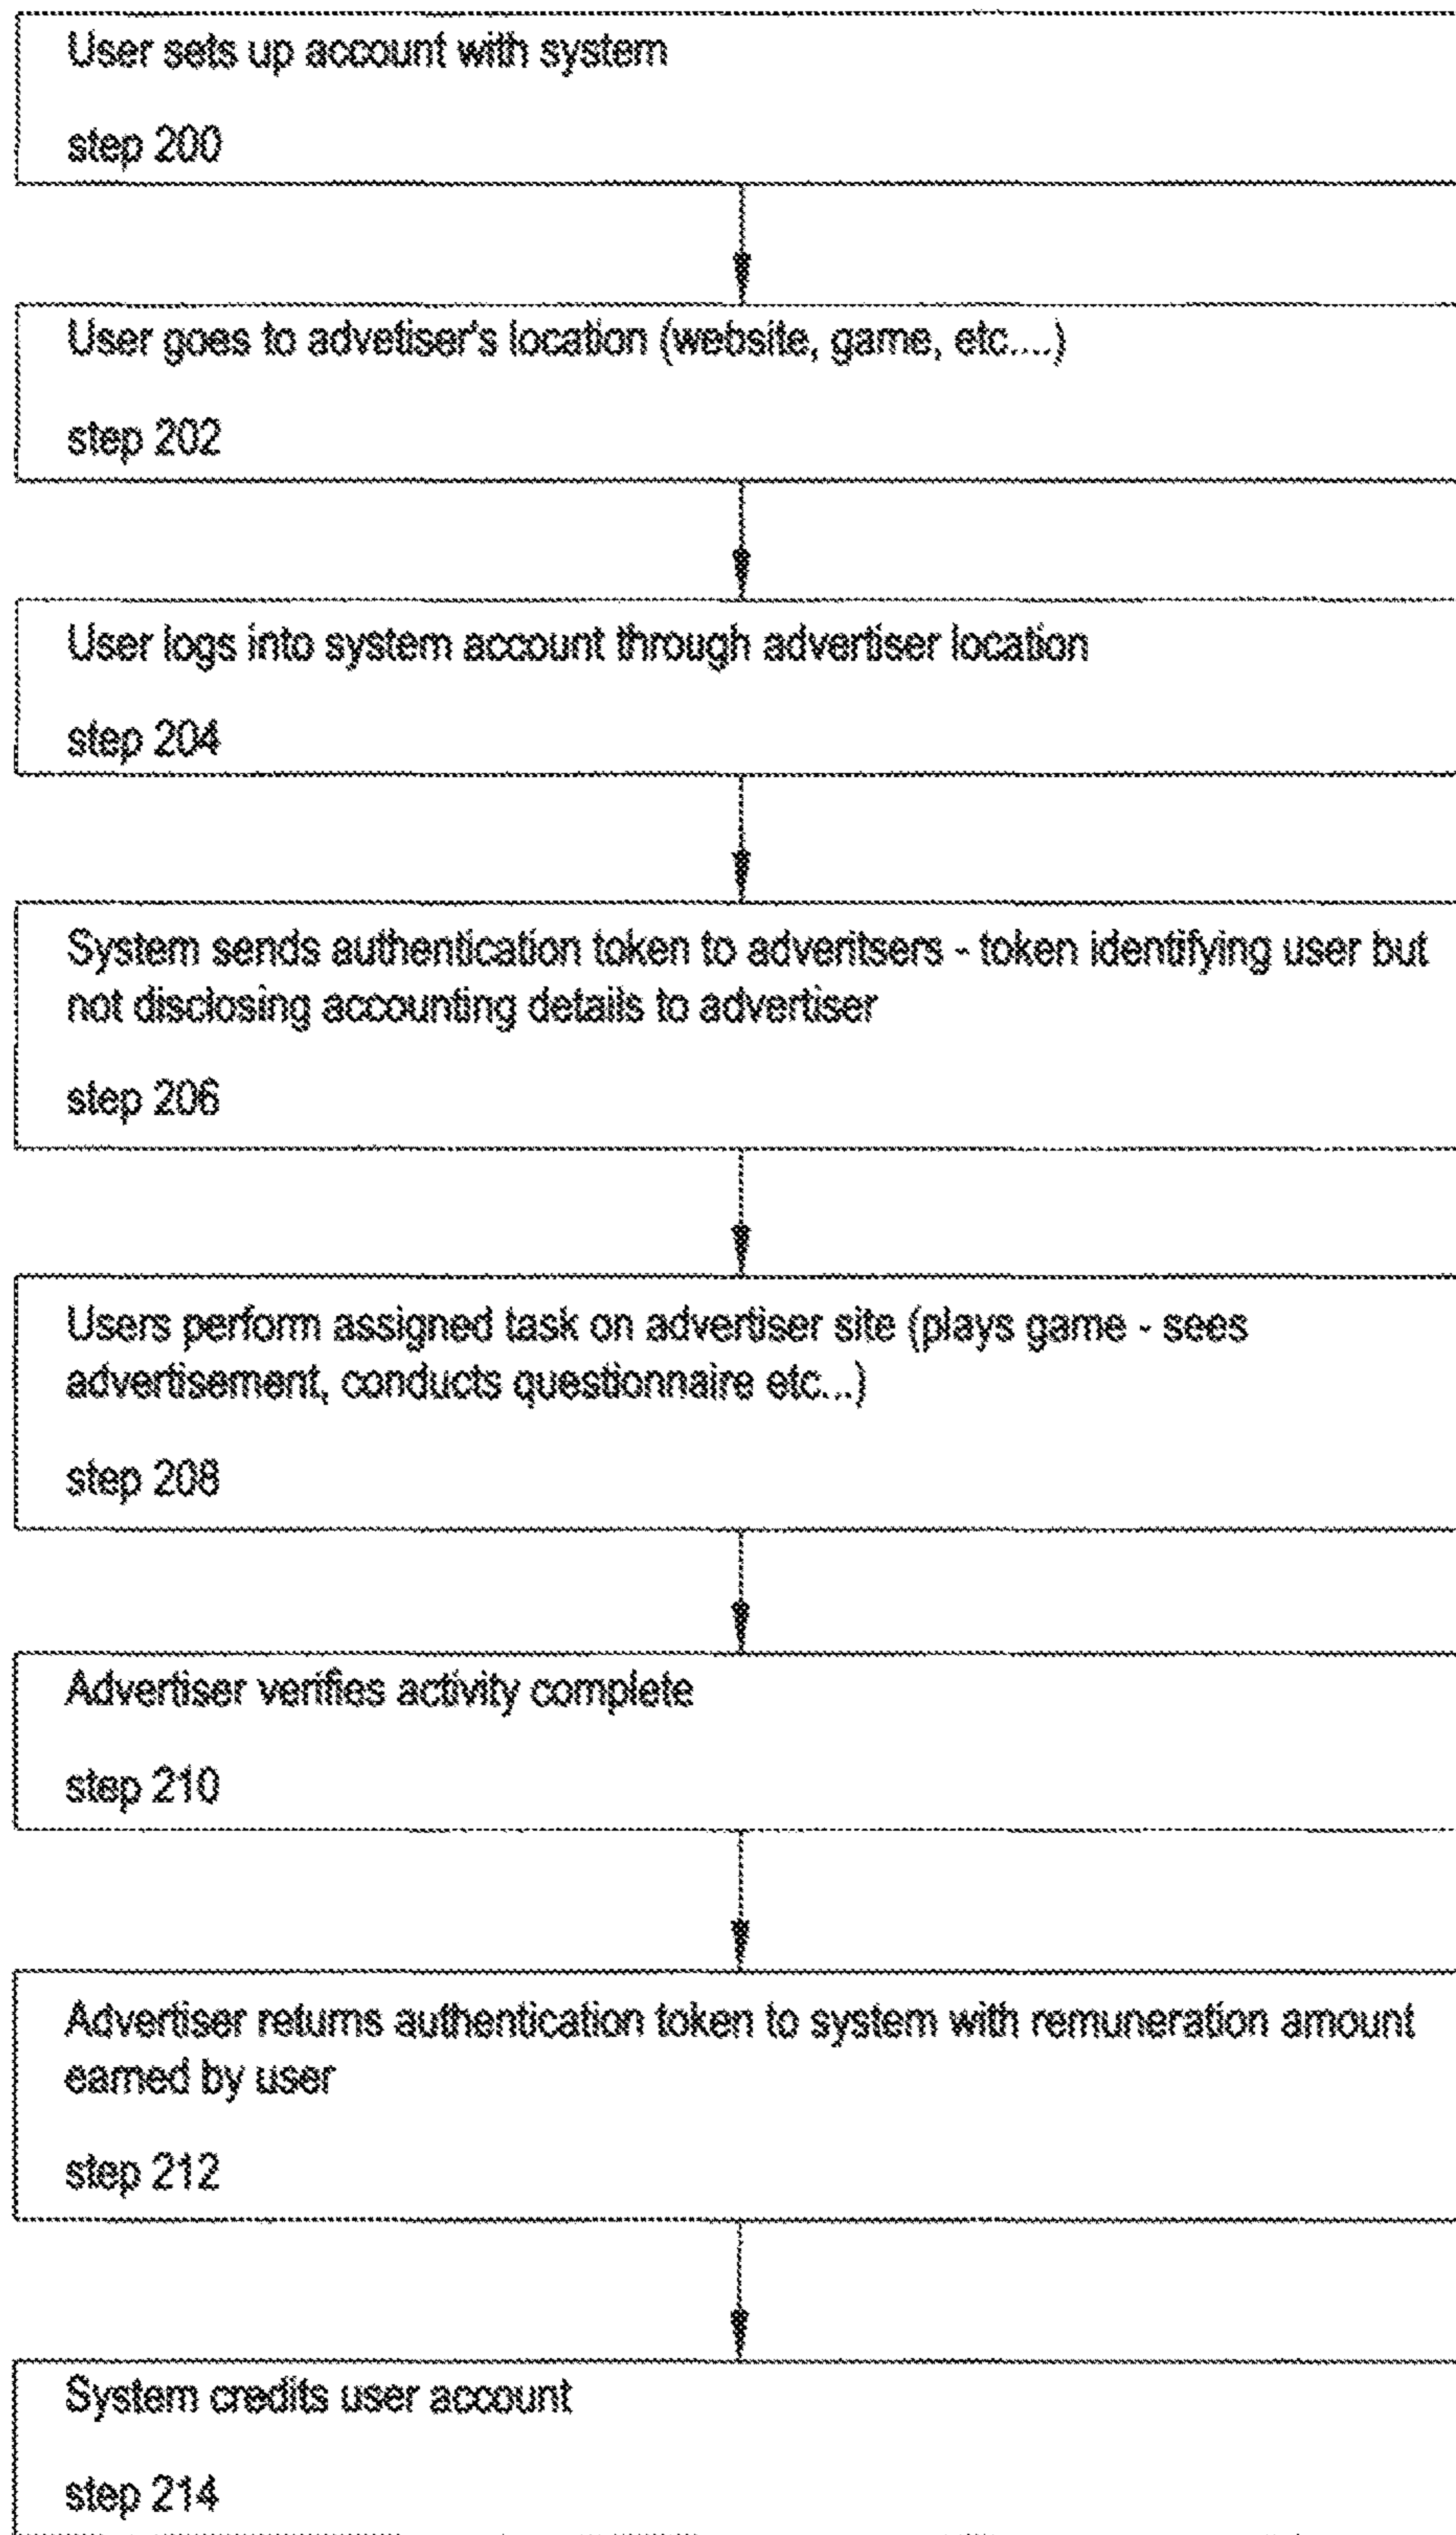 User sets up account with system
step 200
User goes to advetiser's location (website, game, etc....)
step 202
User logs into system account through advertiser location
step 204
System sends authentication token to adveritsers - token identifying user but
not disclosing accounting details to advertiser
step 206
Users perform assigned task on advertiser site (plays game - sees
advertisement, conducts questionnaire etc...)
step 208
Advertiser verifies activity complete
step 210
Advertiser returns authentication token to system with remuneration amount
earned by user
step 212
System credits user account
step 214